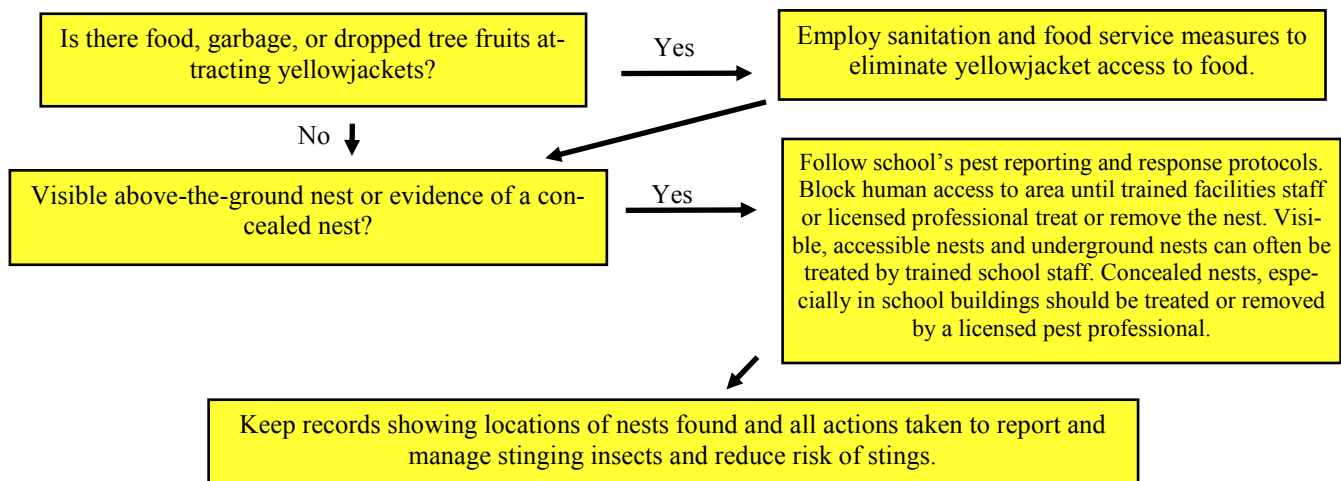 Is there food, garbage, or dropped tree fruits at-
tracting yellowjackets?
Yes
Employ sanitation and food service measures to
eliminate yellowjacket access to food.
No
Visible above-the-ground nest or evidence of a con-
cealed nest?
Yes
Follow school's pest reporting and response protocols.
Block human access to area until trained facilities staff
or licensed professional treat or remove the nest. Visi-
ble, accessible nests and underground nests can often be
treated by trained school staff. Concealed nests, espe-
cially in school buildings should be treated or removed
by a licensed pest professional.
Keep records showing locations of nests found and all actions taken to report and
manage stinging insects and reduce risk of stings.